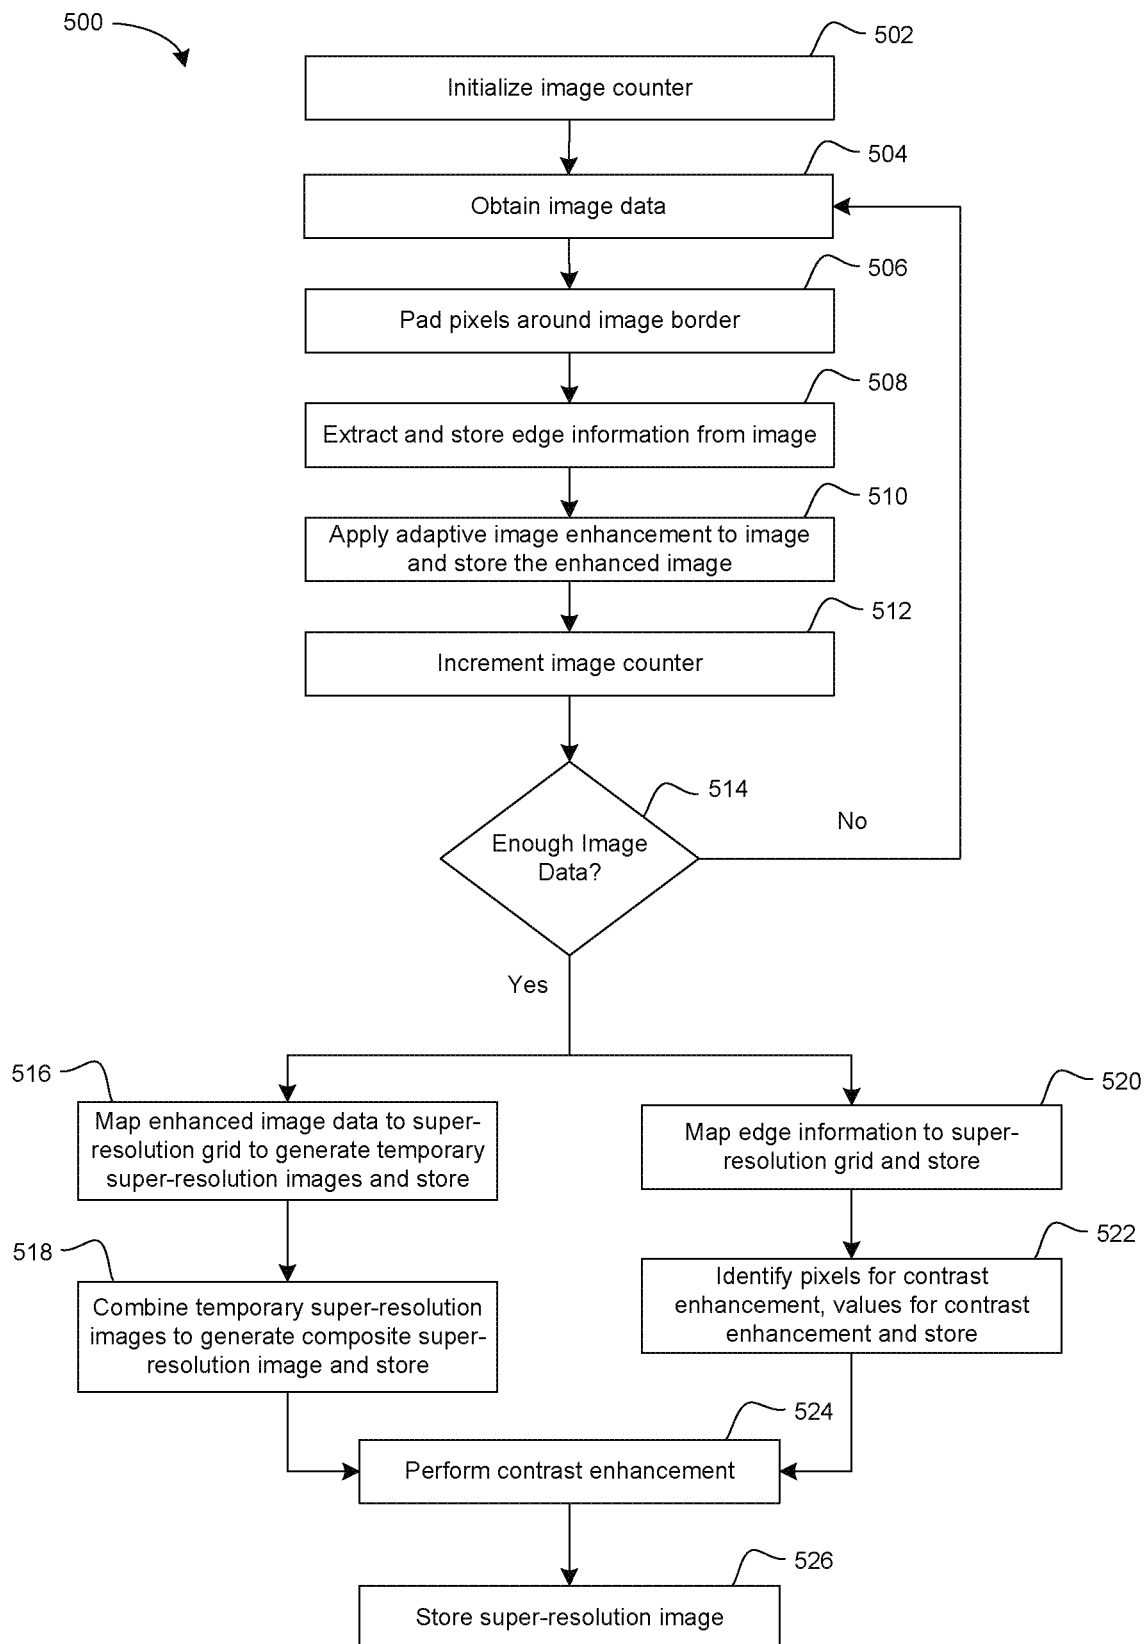 500
502
Initialize image counter
504
Obtain image data
506
Pad pixels around image border
508
Extract and store edge information from image
510
Apply adaptive image enhancement to image
and store the enhanced image
512
Increment image counter
514
Enough Image
Data?
No
Yes
516
Map enhanced image data to super-
resolution grid to generate temporary
super-resolution images and store
520
Map edge information to super-
resolution grid and store
518
Combine temporary super-resolution
images to generate composite super-
resolution image and store
522
Identify pixels for contrast
enhancement, values for contrast
enhancement and store
524
Perform contrast enhancement
526
Store super-resolution image